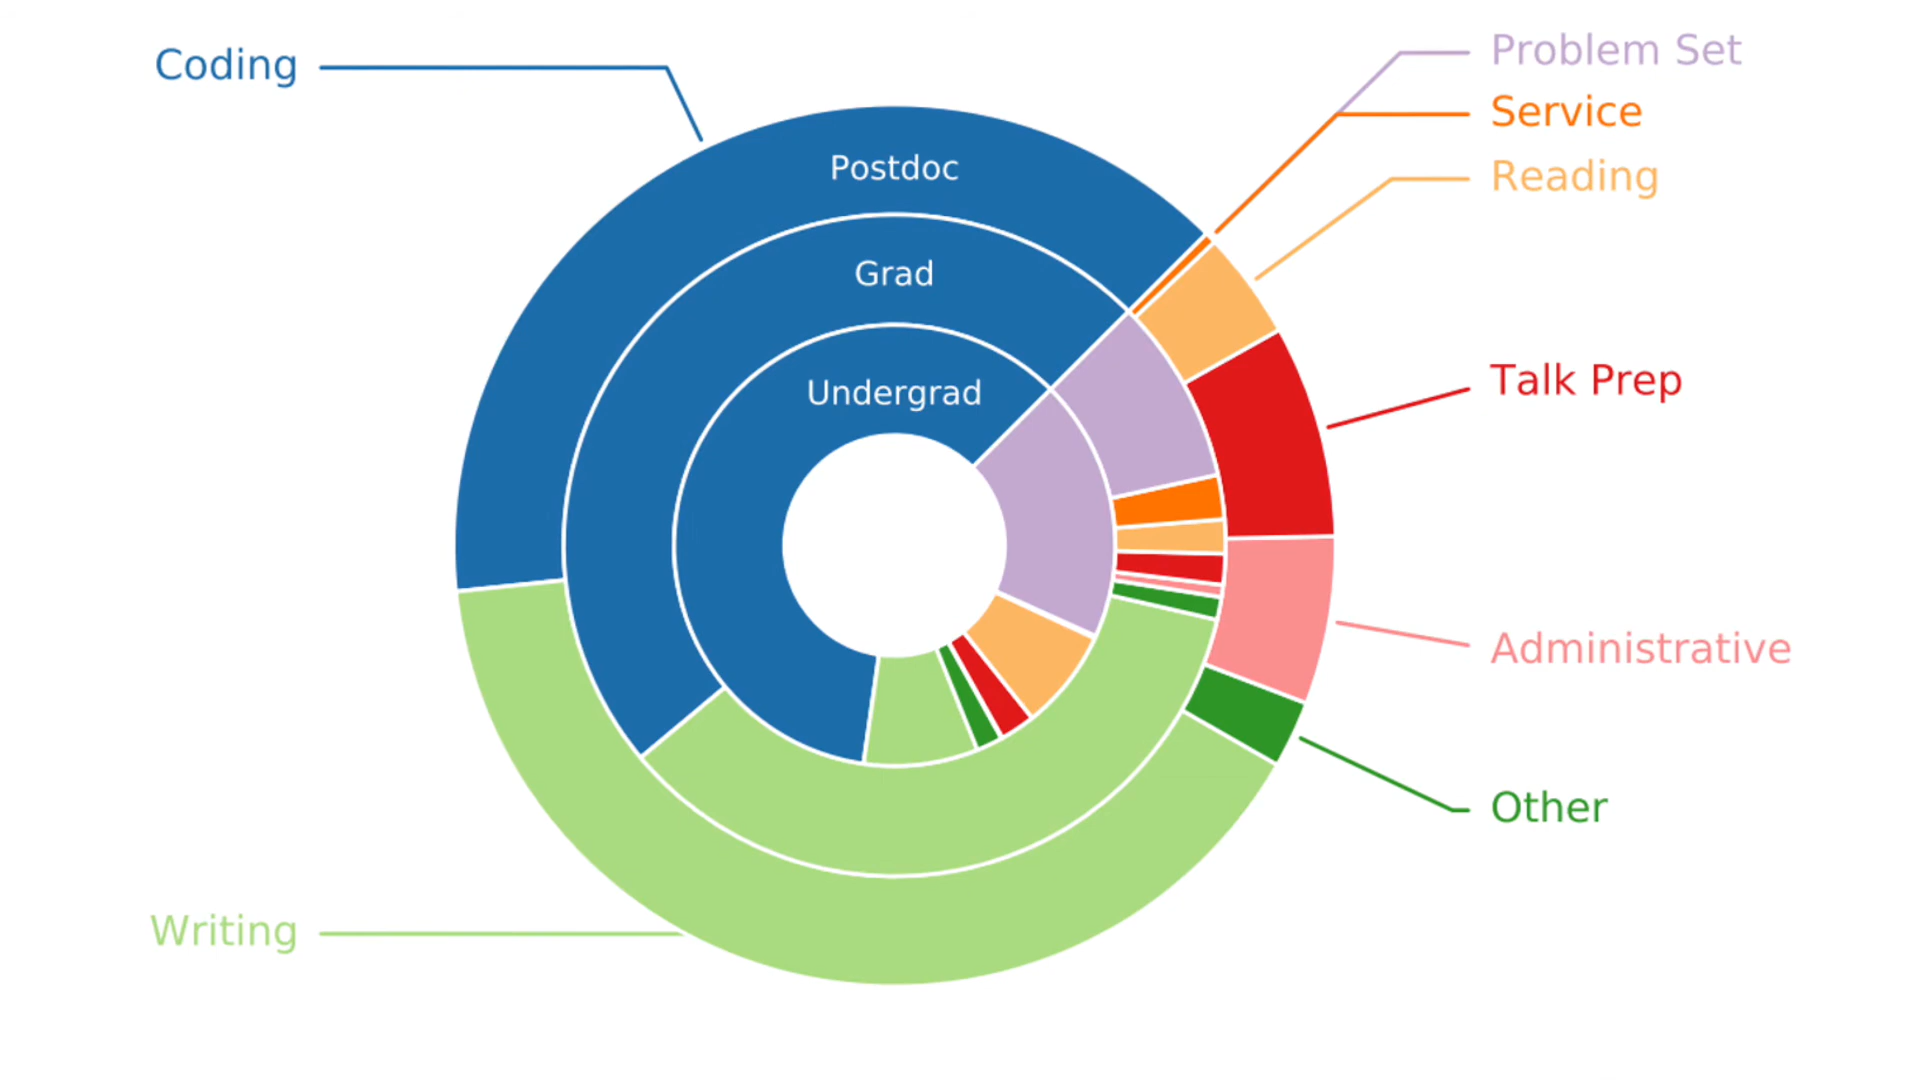 Coding
Problem Set
Service
Reading
Postdoc
Grad
Undergrad
Talk Prep
Administrative
Other
Writing